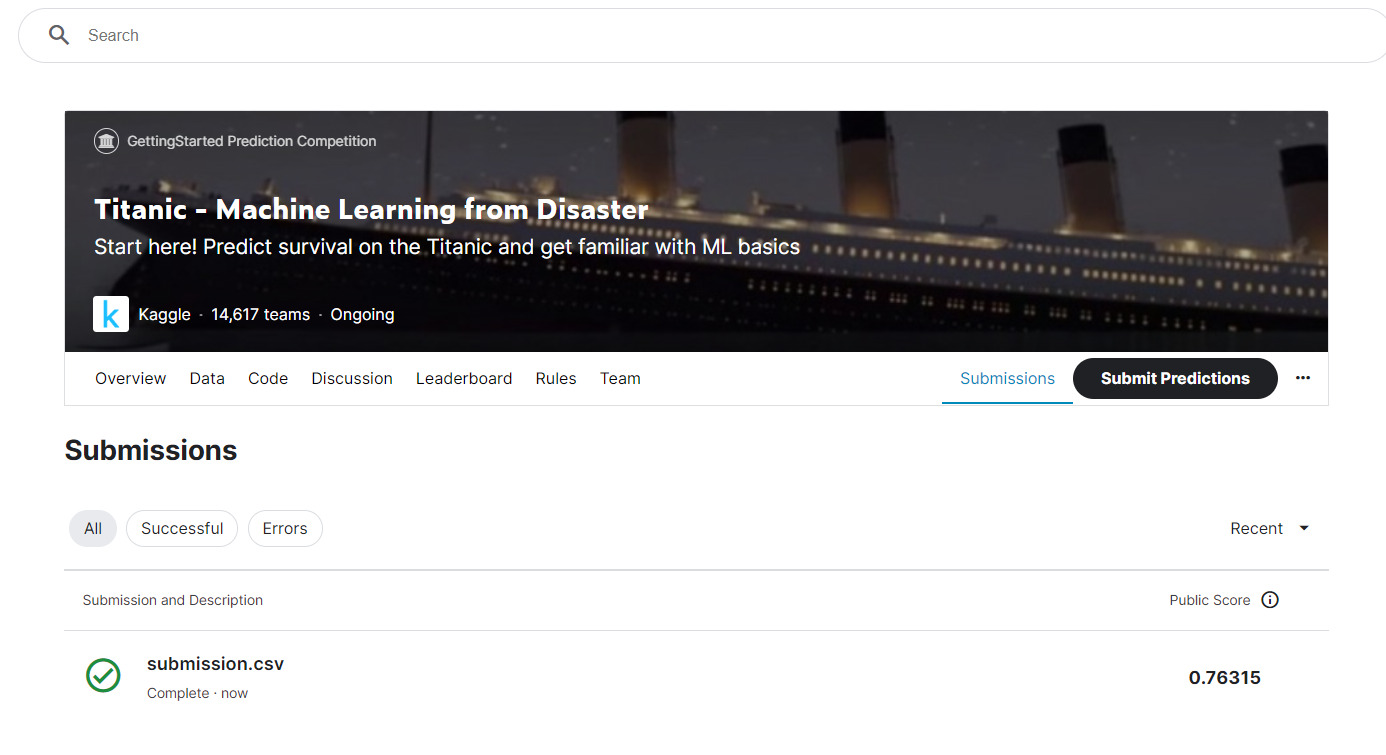 Search
GettingStarted Prediction Competition
Titanic - Machine Learning from Disaster
Start here! Predict survival on the Titanic and get familiar with ML basics
k Kaggle · 14,617 teams · Ongoing
Overview Data Code Discussion Leaderboard Rules Team Submissions Submit Predictions ...
Submissions
All Successful Errors Recent
Submission and Description Public Score
submission.csv
Complete · now
0.76315